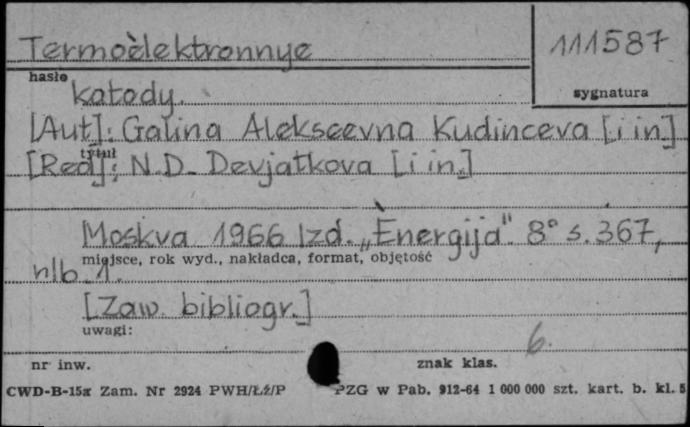 Termoèlektronnye
111587
hasło
sygnatura
katody.
[Aut]: Galina Alekseevna Kudinceva [i in.]
tytuł
[Red]: N.D. Devjatkova [i in.]
Moskva 1966 Izd. „Ènergija". 8° s. 367,
miejsce, rok wyd., nakładca, format, objętość
nlb. 1.
[Zaw. bibliogr.]
uwagi:
6.
nr inw. znak klas.
CWD-B-15a Zam. Nr 2924 PWH/Łź/P PZG w Pab. 912-64 1 000 000 szt. kart. b. kl. 5